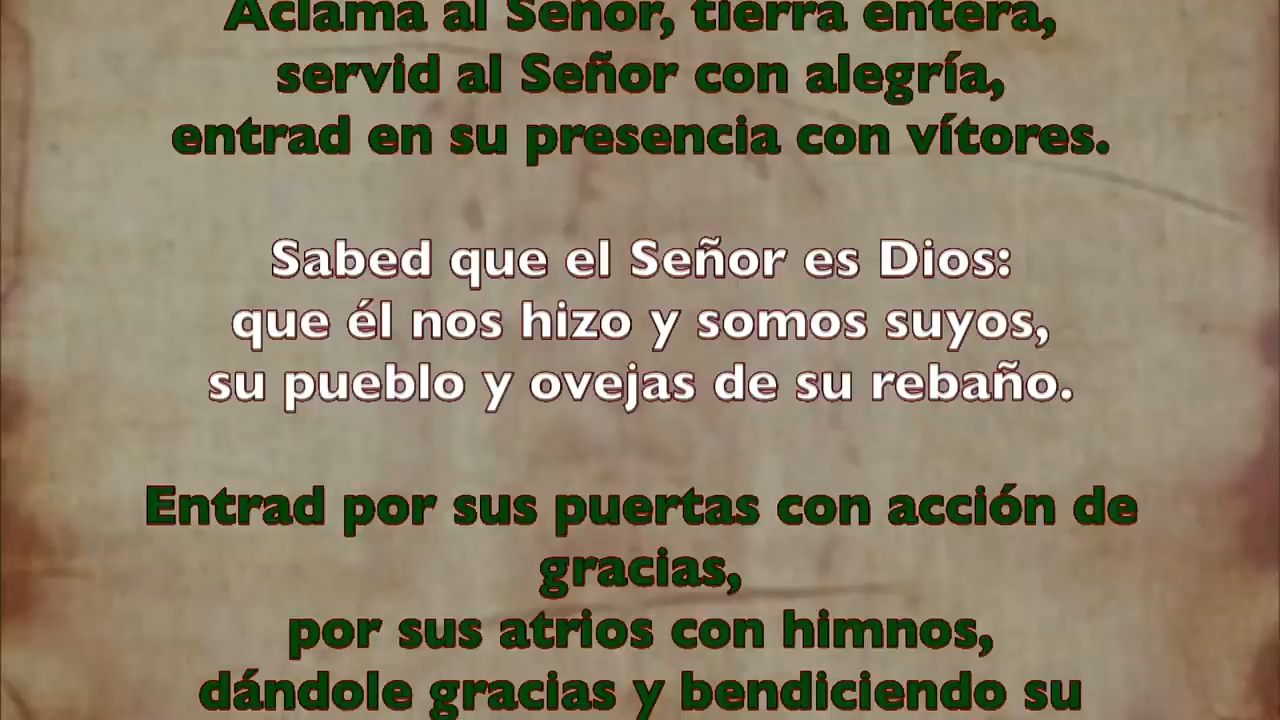 Aclama al Señor, tierra entera,
servid al Señor con alegría,
entrad en su presencia con vítores.
Sabed que el Señor es Dios:
que él nos hizo y somos suyos,
su pueblo y ovejas de su rebaño.
Entrad por sus puertas con acción de
gracias,
por sus atrios con himnos,
dándole gracias y bendiciendo su